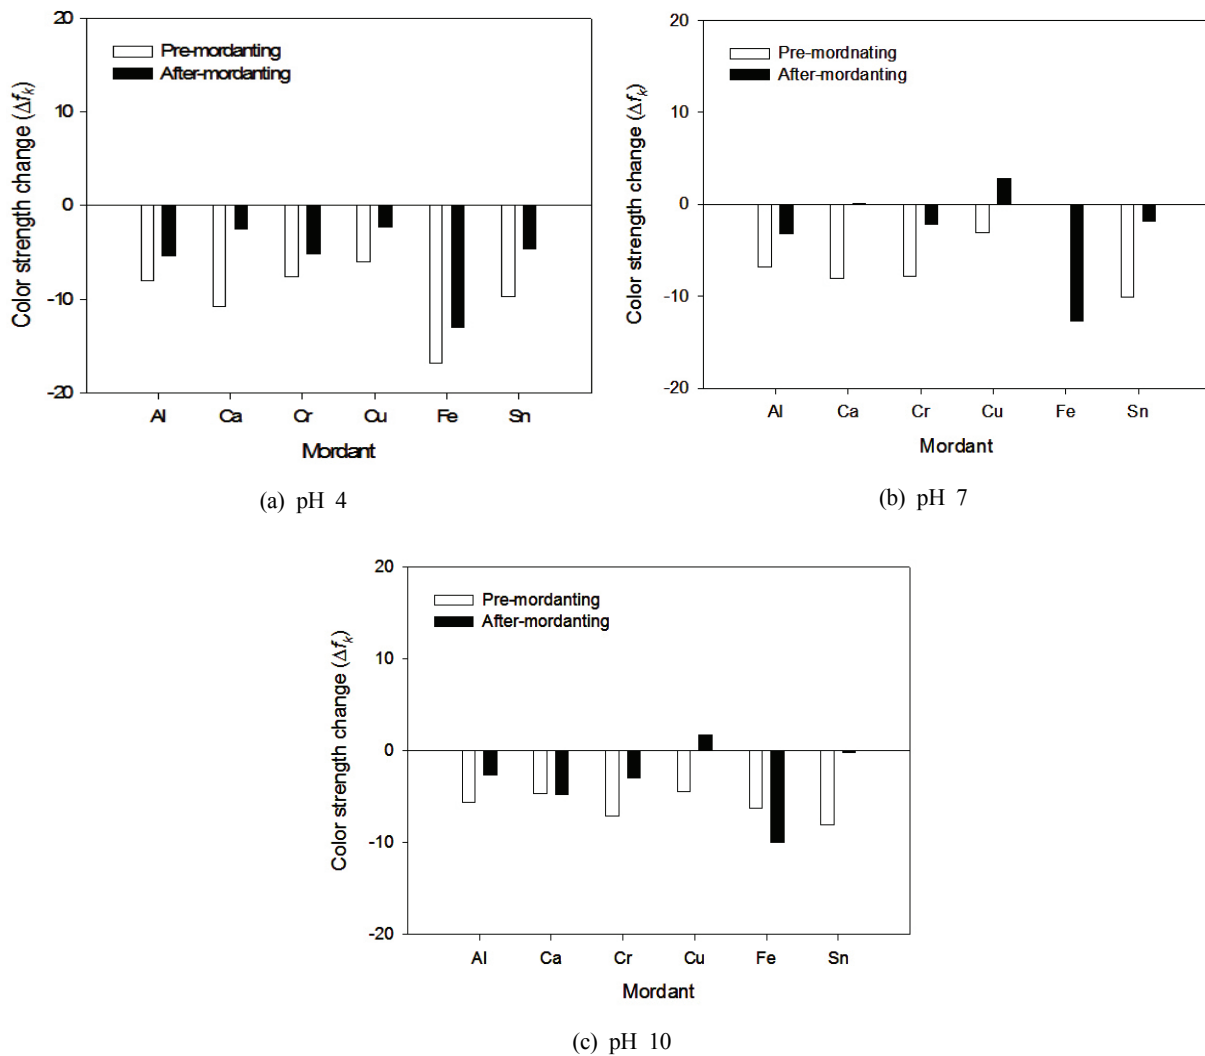 20
10
0
-10
-20
Color strength change (Δfk)
Pre-mordanting
After-mordanting
Al Ca Cr Cu Fe Sn
Mordant
(a) pH 4
20
10
0
-10
-20
Color strength change (Δfk)
Pre-mordnating
After-mordanting
Al Ca Cr Cu Fe Sn
Mordant
(b) pH 7
20
10
0
-10
-20
Color strength change (Δfk)
Pre-mordanting
After-mordanting
Al Ca Cr Cu Fe Sn
Mordant
(c) pH 10